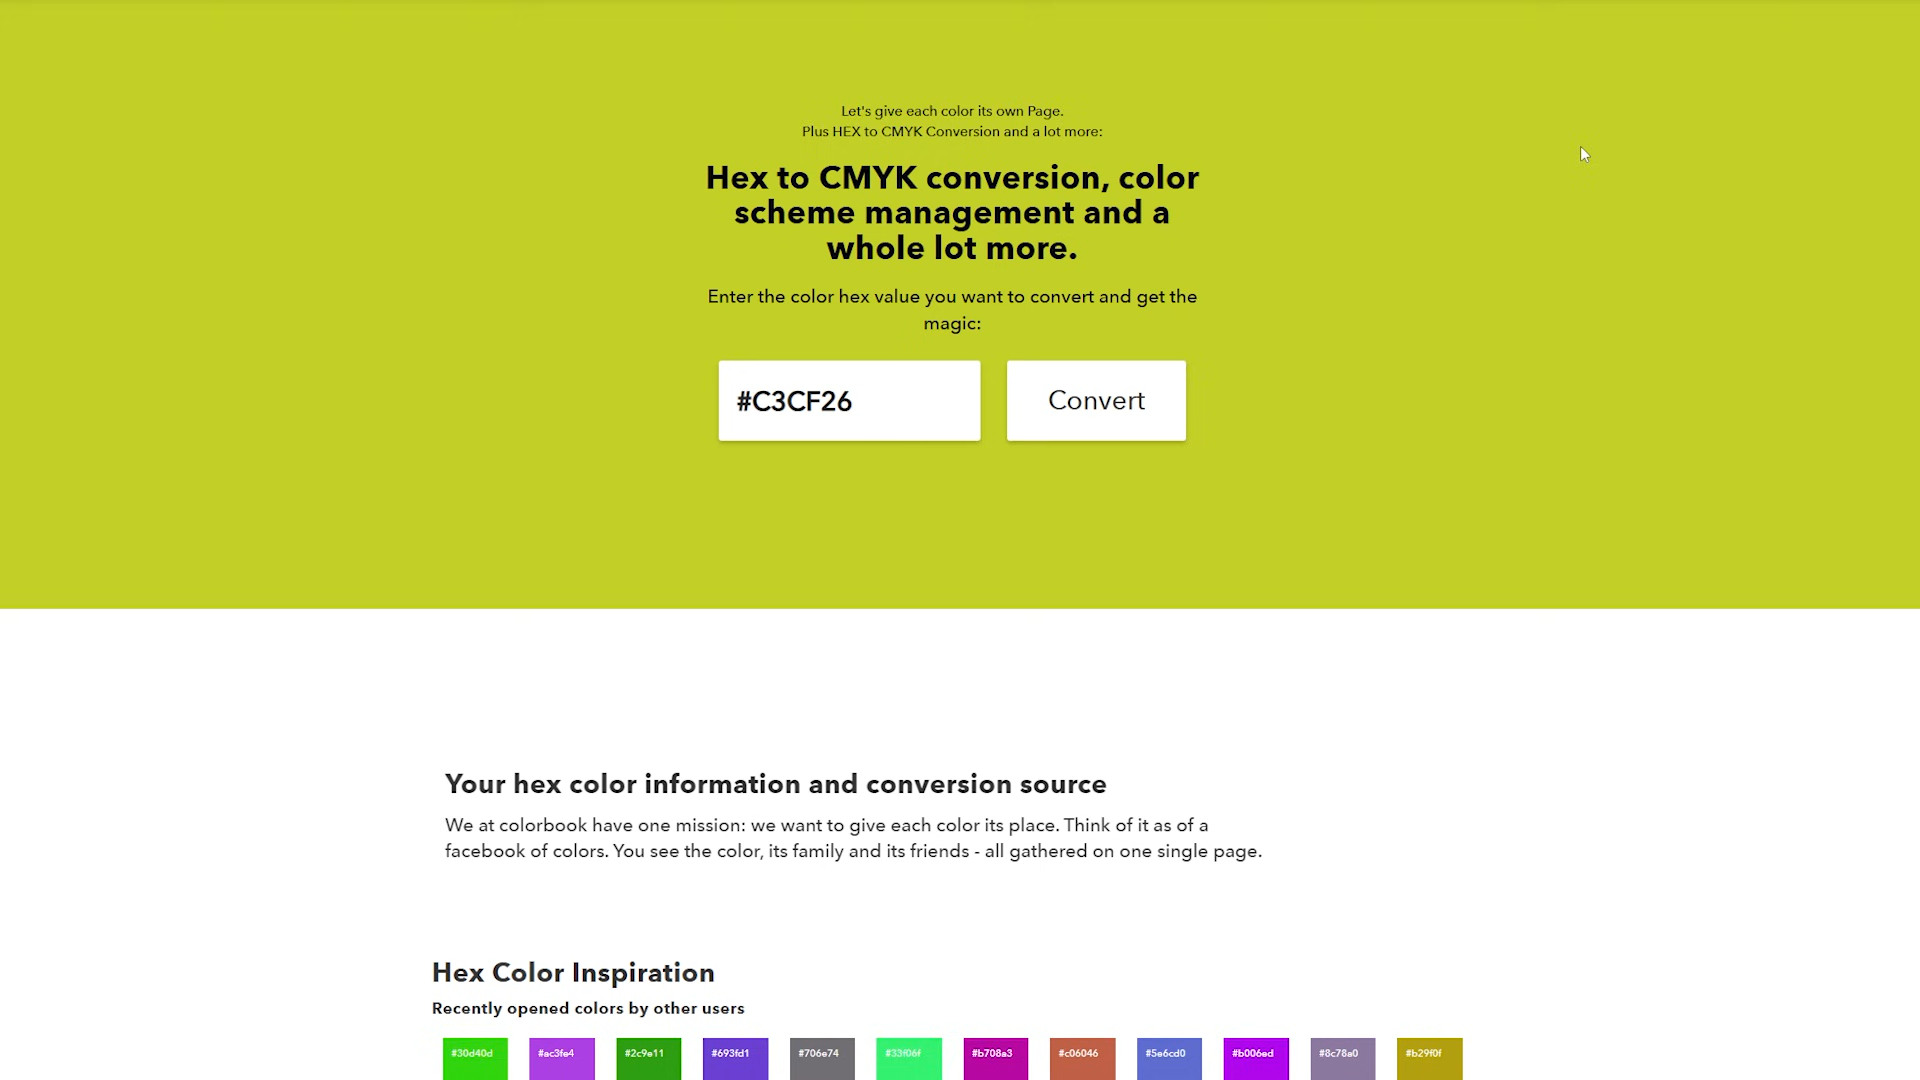 Let's give each color its own Page.
Plus HEX to CMYK Conversion and a lot more:
Hex to CMYK conversion, color
scheme management and a
whole lot more.
Enter the color hex value you want to convert and get the
magic:
#C3CF26
Convert
Your hex color information and conversion source
We at colorbook have one mission: we want to give each color its place. Think of it as of a
facebook of colors. You see the color, its family and its friends - all gathered on one single page.
Hex Color Inspiration
Recently opened colors by other users
#30d40d
#ac3fe4
#2c9e11
#693fd1
#706e74
#33f06f
#b708a3
#c06046
#5e6cd0
#b006ed
#8c78a0
#b29f0f